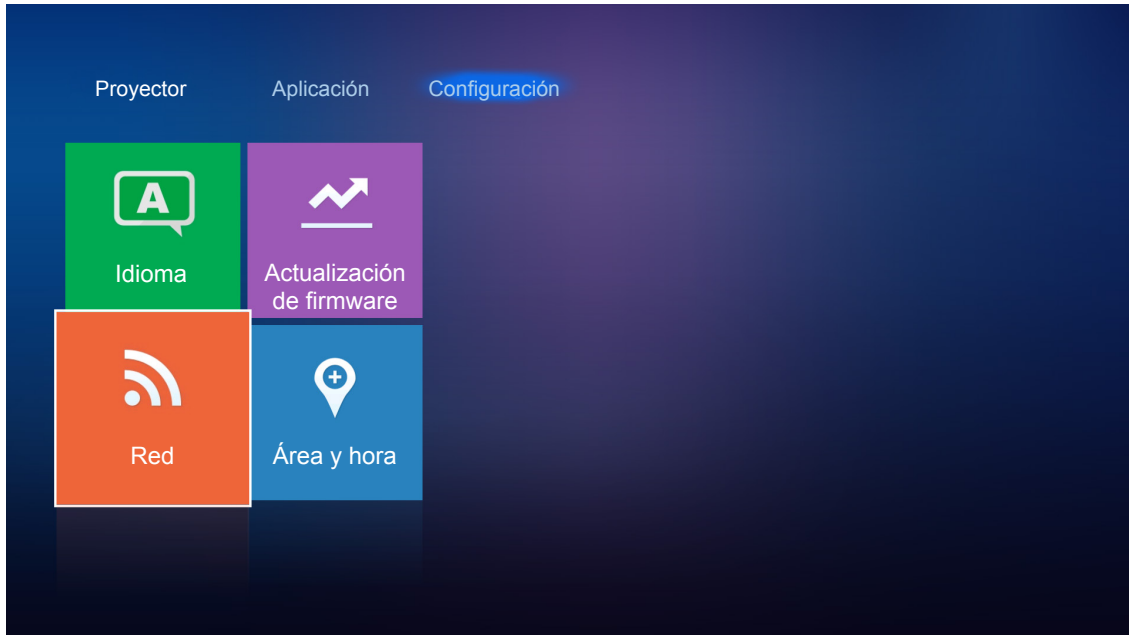 Proyector
Aplicación
Configuración
A
Idioma
Actualización
de firmware
Red
Área y hora